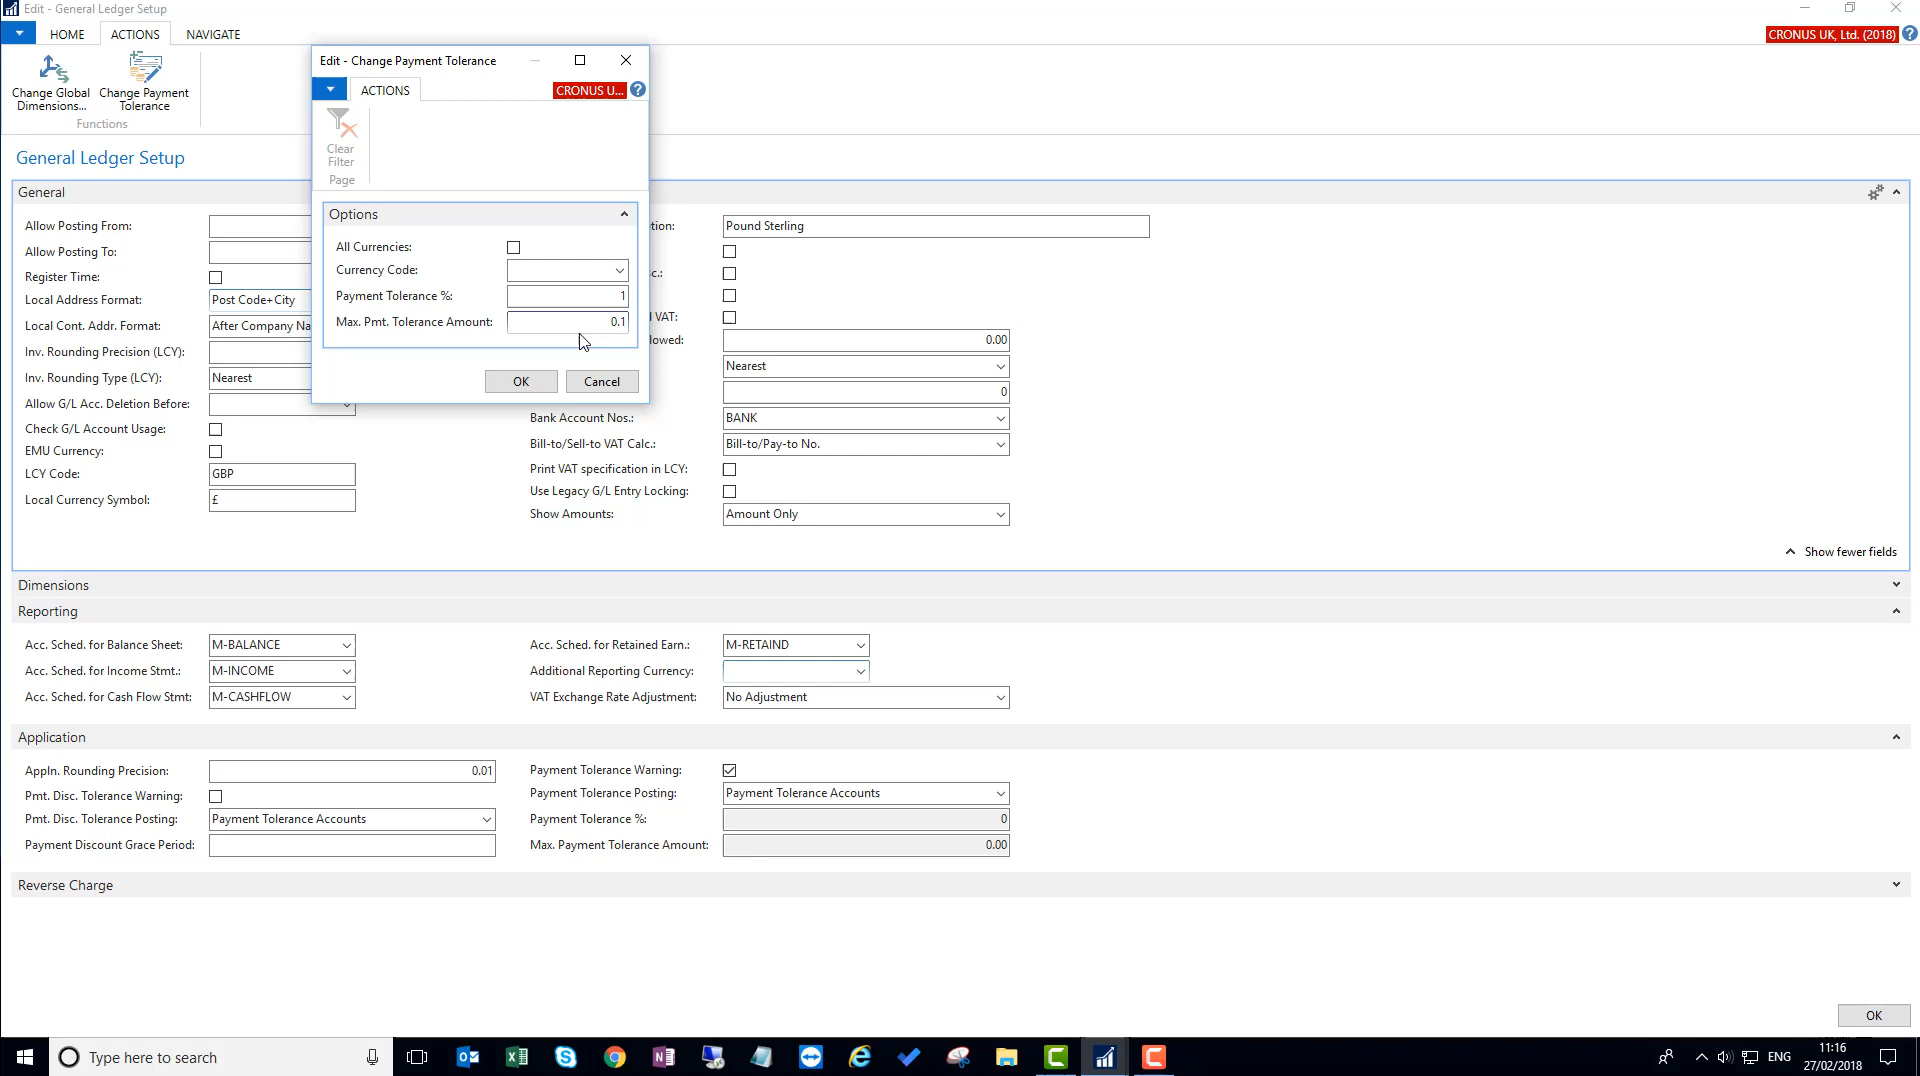 Edit - General Ledger Setup
HOME
ACTIONS
NAVIGATE
CRONUS UK, Ltd. (2018)
?
Change Global Dimensions...
Change Payment Tolerance
Functions
Edit - Change Payment Tolerance
ACTIONS
CRONUS U...
?
Clear Filter
Page
Options
All Currencies:
Currency Code:
Payment Tolerance %: 1
Max. Pmt. Tolerance Amount: 0.1
OK
Cancel
General Ledger Setup
General
Allow Posting From:
Allow Posting To:
Register Time:
Local Address Format: Post Code+City
Local Cont. Addr. Format: After Company Na
Inv. Rounding Precision (LCY):
Inv. Rounding Type (LCY): Nearest
Allow G/L Acc. Deletion Before:
Check G/L Account Usage:
EMU Currency:
LCY Code: GBP
Local Currency Symbol: £
tion: Pound Sterling
c.:
VAT:
lowed: 0.00
Nearest
0
Bank Account Nos.: BANK
Bill-to/Sell-to VAT Calc.: Bill-to/Pay-to No.
Print VAT specification in LCY:
Use Legacy G/L Entry Locking:
Show Amounts: Amount Only
Show fewer fields
Dimensions
Reporting
Acc. Sched. for Balance Sheet: M-BALANCE
Acc. Sched. for Income Stmt.: M-INCOME
Acc. Sched. for Cash Flow Stmt: M-CASHFLOW
Acc. Sched. for Retained Earn.: M-RETAIND
Additional Reporting Currency:
VAT Exchange Rate Adjustment: No Adjustment
Application
Appln. Rounding Precision: 0.01
Pmt. Disc. Tolerance Warning:
Pmt. Disc. Tolerance Posting: Payment Tolerance Accounts
Payment Discount Grace Period:
Payment Tolerance Warning:
Payment Tolerance Posting: Payment Tolerance Accounts
Payment Tolerance %: 0
Max. Payment Tolerance Amount: 0.00
Reverse Charge
OK
Type here to search
ENG
11:16
27/02/2018